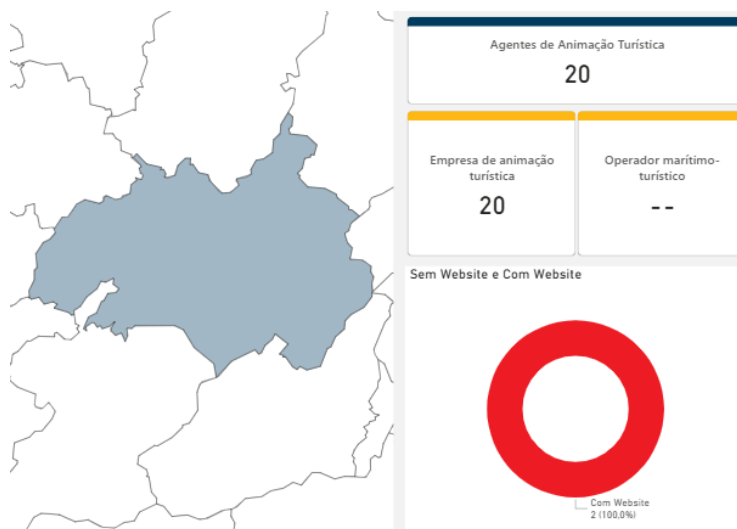 Agentes de Animação Turística
20
Empresa de animação
turística
20
Operador marítimo-
turístico
--
Sem Website e Com Website
Com Website
2 (100,0%)